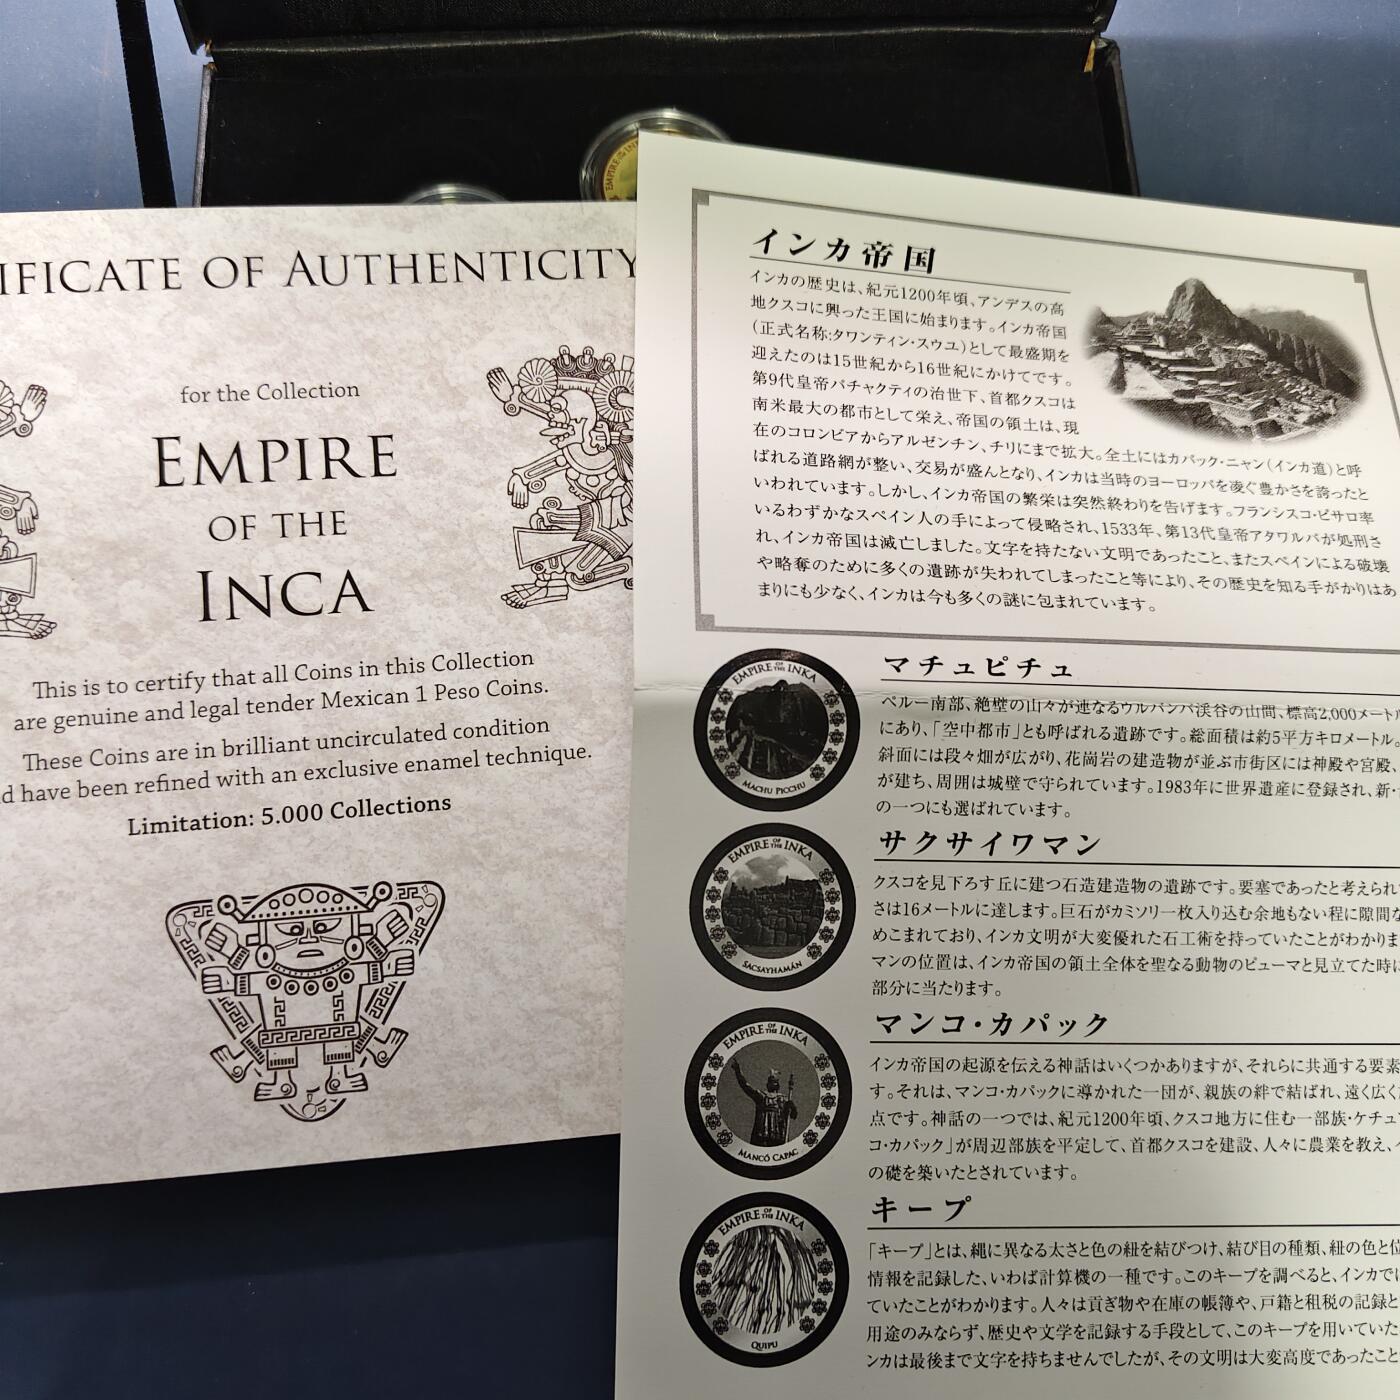 EMPIRE OF THE IN
IFICATE OF AUTHENTICITY
for the Collection
EMPIRE
OF THE
INCA
This is to certify that all Coins in this Collection
are genuine and legal tender Mexican 1 Peso Coins.
These Coins are in brilliant uncirculated condition
d have been refined with an exclusive enamel technique.
Limitation: 5.000 Collections
インカ帝国
インカの歴史は、紀元1200年頃、アンデスの高
地クスコに興った王国に始まります。インカ帝国
(正式名称:タワンティン・スウユ)として最盛期を
迎えたのは15世紀から16世紀にかけてです。
第9代皇帝パチャクティの治世下、首都クスコは
南米最大の都市として栄え、帝国の領土は、現
在のコロンビアからアルゼンチン、チリにまで拡大。全土にはカパック・ニャン(インカ道)と呼
ばれる道路網が整い、交易が盛んとなり、インカは当時のヨーロッパを凌ぐ豊かさを誇ったと
いわれています。しかし、インカ帝国の繁栄は突然終わりを告げます。フランシスコ・ピサロ率
いるわずかなスペイン人の手によって侵略され、1533年、第13代皇帝アタワルパが処刑さ
れ、インカ帝国は滅亡しました。文字を持たない文明であったこと、またスペインによる破壊
や略奪のために多くの遺跡が失われてしまったこと等により、その歴史を知る手がかりはあ
まりにも少なく、インカは今も多くの謎に包まれています。
EMPIRE OF THE INKA
MACHU PICCHU
マチュピチュ
ペルー南部、絶壁の山々が連なるウルバンバ渓谷の山間、標高2,000メートル
にあり、「空中都市」とも呼ばれる遺跡です。総面積は約5平方キロメートル。
斜面には段々畑が広がり、花崗岩の建造物が並ぶ市街区には神殿や宮殿、
が建ち、周囲は城壁で守られています。1983年に世界遺産に登録され、新・
の一つにも選ばれています。
EMPIRE OF THE INKA
SACSAYHAMÁN
サクサイワマン
クスコを見下ろす丘に建つ石造建造物の遺跡です。要塞であったと考えられ
さは16メートルに達します。巨石がカミソリ一枚入り込む余地もない程に隙間な
めこまれており、インカ文明が大変優れた石工術を持っていたことがわかりま
マンの位置は、インカ帝国の領土全体を聖なる動物のピューマと見立てた時に
部分に当たります。
EMPIRE OF THE INKA
MANCÓ CAPAC
マンコ・カパック
インカ帝国の起源を伝える神話はいくつかありますが、それらに共通する要素
す。それは、マンコ・カパックに導かれた一団が、親族の絆で結ばれ、遠く広く
点です。神話の一つでは、紀元1200年頃、クスコ地方に住む一部族・ケチュ
コ・カパック」が周辺部族を平定して、首都クスコを建設、人々に農業を教え、
の礎を築いたとされています。
EMPIRE OF THE INKA
QUIPU
キープ
「キープ」とは、縄に異なる太さと色の紐を結びつけ、結び目の種類、紐の色と位
情報を記録した、いわば計算機の一種です。このキープを調べると、インカでは
ていたことがわかります。人々は貢ぎ物や在庫の帳簿や、戸籍と租税の記録と
用途のみならず、歴史や文学を記録する手段として、このキープを用いていた
ンカは最後まで文字を持ちませんでしたが、その文明は大変高度であったこと